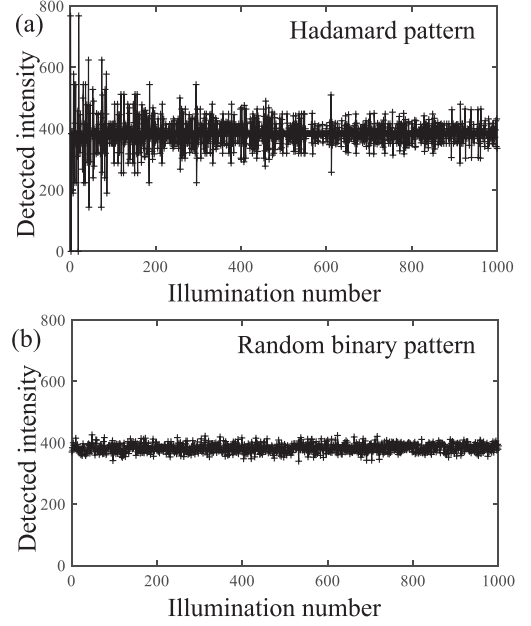 (a)
Hadamard pattern
800
600
400
200
0
Detected intensity
0 200 400 600 800 1000
Illumination number
(b)
Random binary pattern
800
600
400
200
0
Detected intensity
0 200 400 600 800 1000
Illumination number